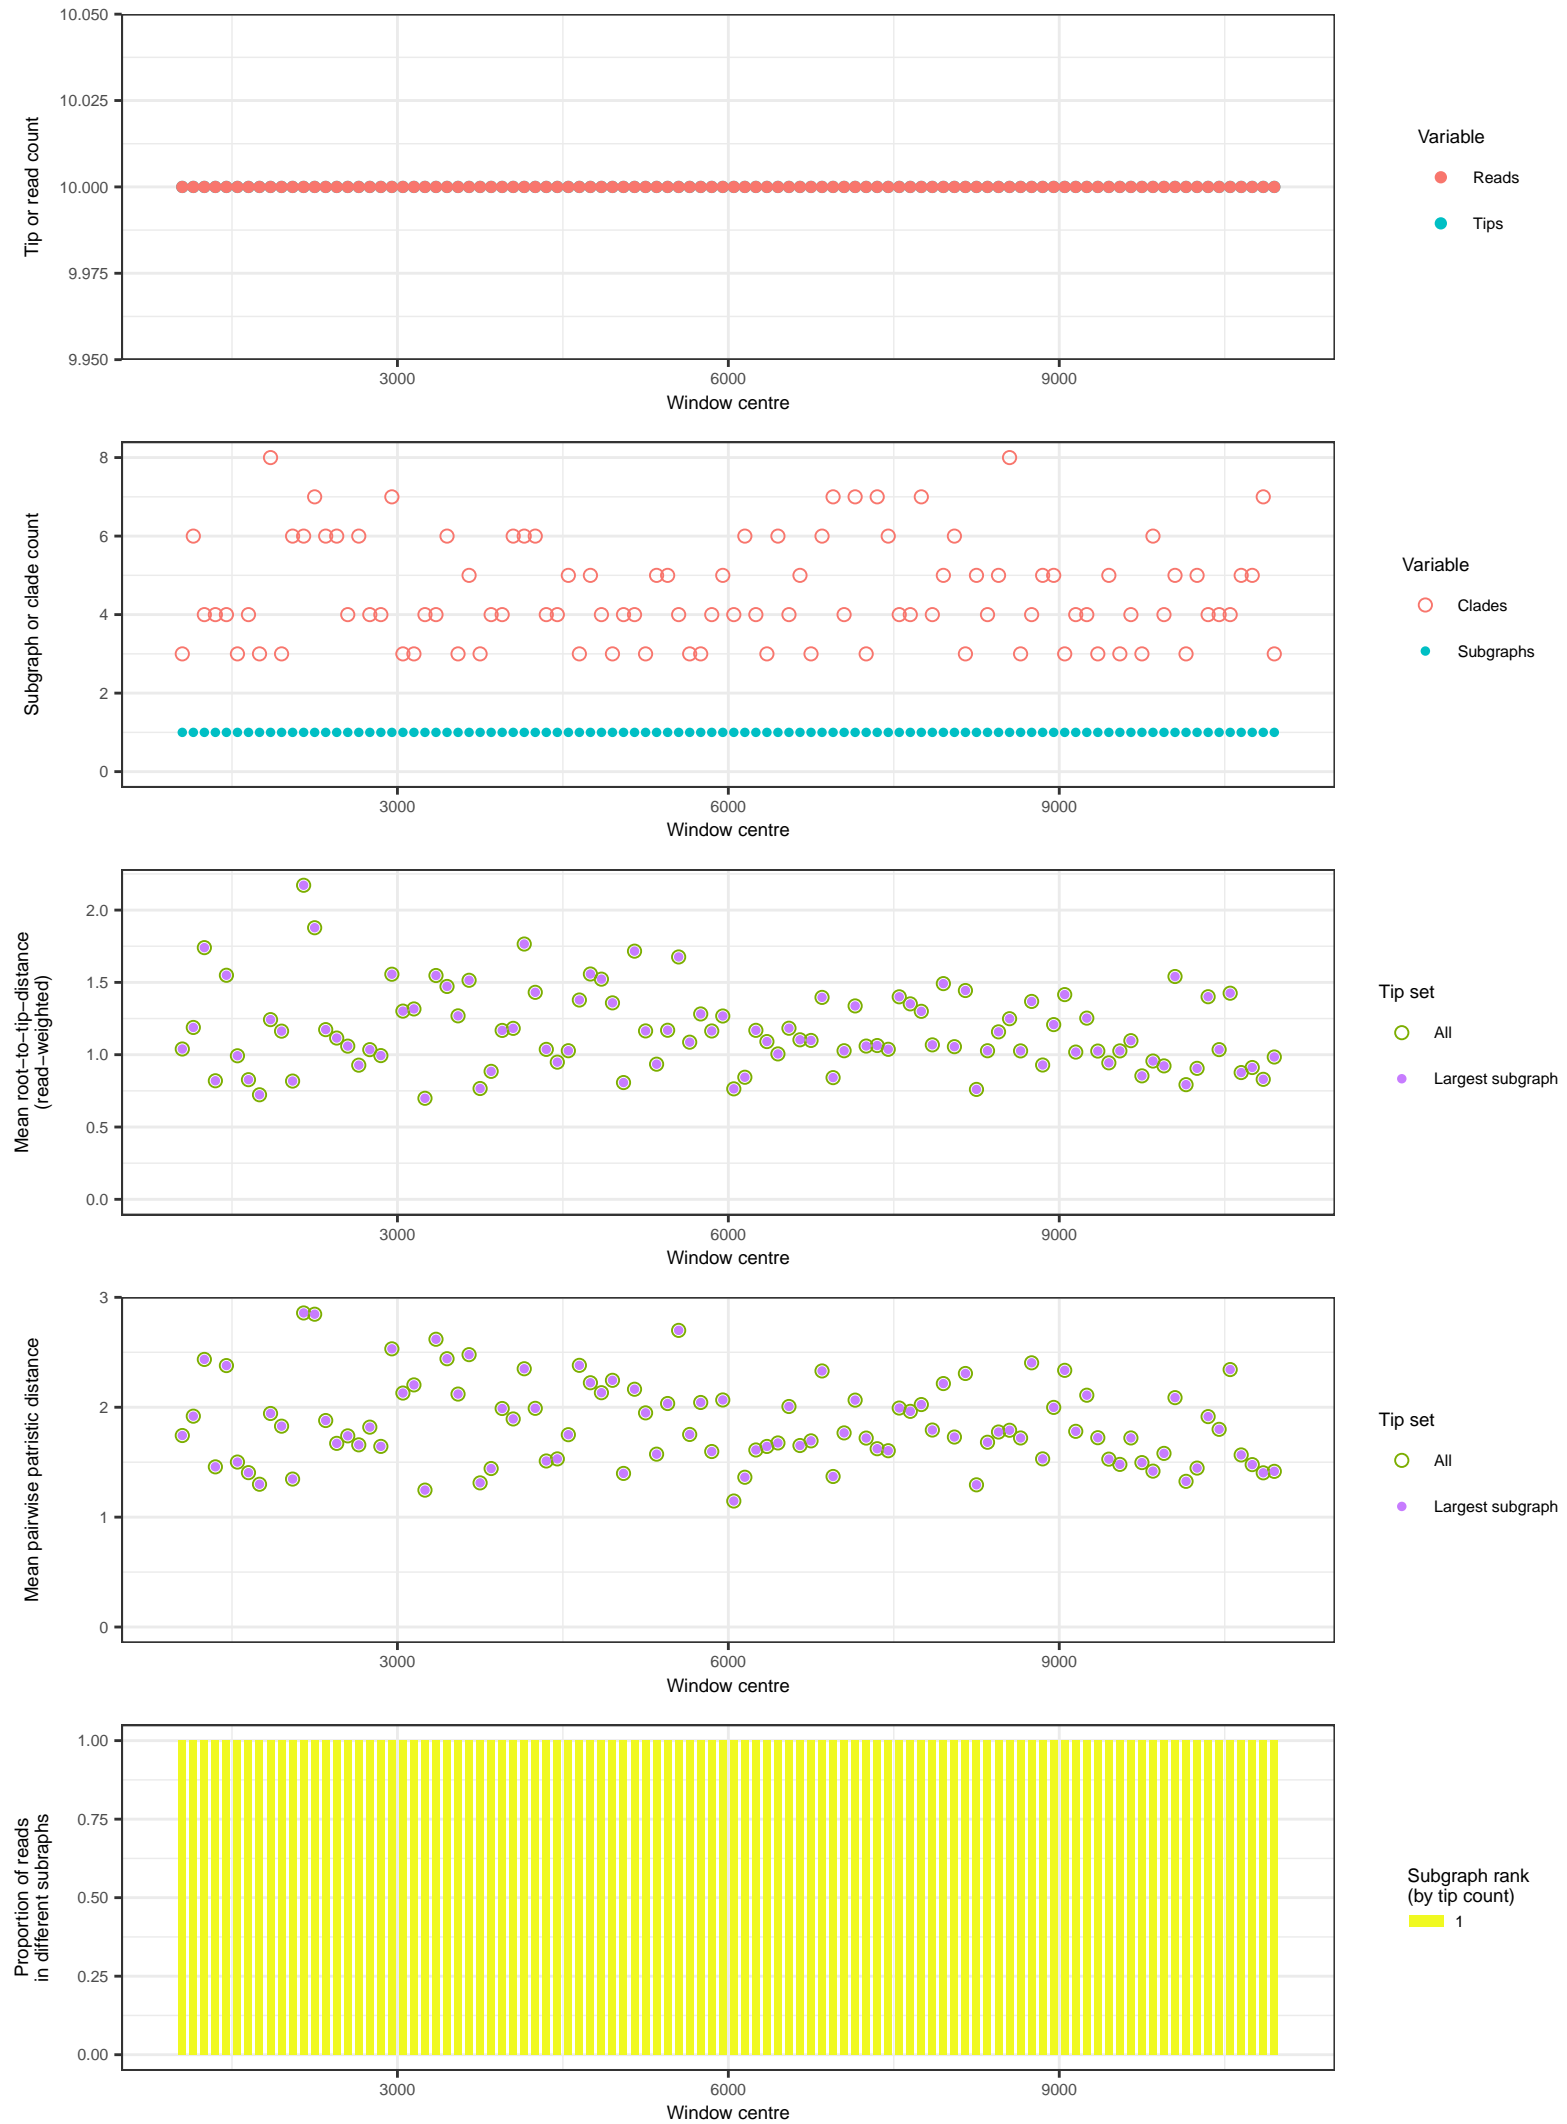 Tip or read count
10.050
10.025
10.000
9.975
9.950
3000 6000 9000
Window centre
Variable
Reads
Tips
Subgraph or clade count
8
6
4
2
0
3000 6000 9000
Window centre
Variable
Clades
Subgraphs
Mean root−to−tip−distance
(read−weighted)
2.0
1.5
1.0
0.5
0.0
3000 6000 9000
Window centre
Tip set
All
Largest subgraph
Mean pairwise patristic distance
3
2
1
0
3000 6000 9000
Window centre
Tip set
All
Largest subgraph
Proportion of reads
in different subraphs
1.00
0.75
0.50
0.25
0.00
3000 6000 9000
Window centre
Subgraph rank
(by tip count)
1